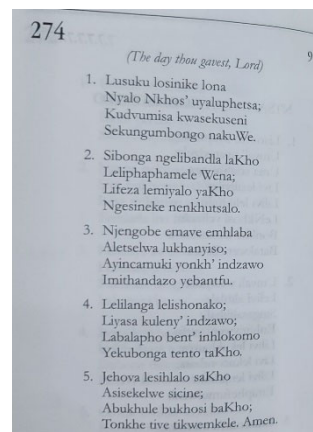 274
9
(The day thou gavest, Lord)
1. Lusuku losinike lona
Nyalo Nkhos' uyaluphetsa;
Kudvumisa kwasekuseni
Sekungumbongo nakuWe.
2. Sibonga ngelibandla laKho
Leliphaphamele Wena;
Lifeza lemiyalo yaKho
Ngesineke nenkhutsalo.
3. Njengobe emave emhlaba
Aletselwa lukhanyiso;
Ayincamuki yonkh' indzawo
Imithandazo yebantfu.
4. Lelilanga lelishonako;
Liyasa kuleny' indzawo;
Labalapho bent' inhlokomo
Yekubonga tento taKho.
5. Jehova lesihlalo saKho
Asisekelwe sicine;
Abukhule bukhosi baKho;
Tonkhe tive tikwemkele. Amen.